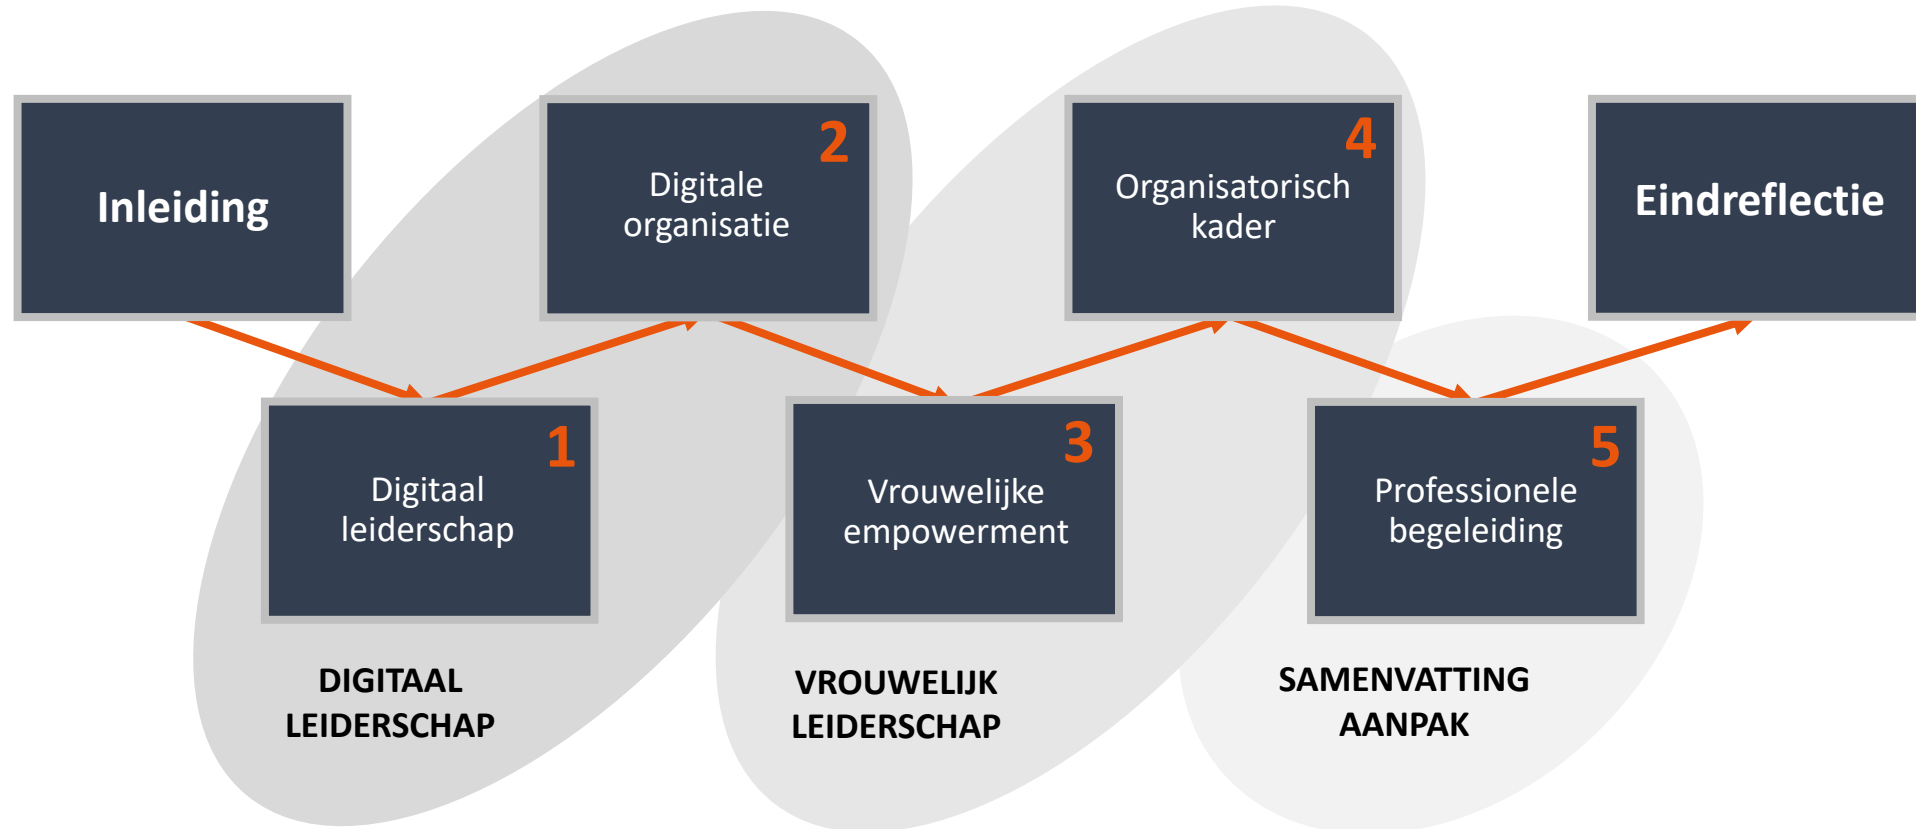 Inleiding
1
Digitaal
leiderschap
2
Digitale
organisatie
3
Vrouwelijke
empowerment
4
Organisatorisch
kader
5
Professionele
begeleiding
Eindreflectie
DIGITAAL
LEIDERSCHAP
VROUWELIJK
LEIDERSCHAP
SAMENVATTING
AANPAK